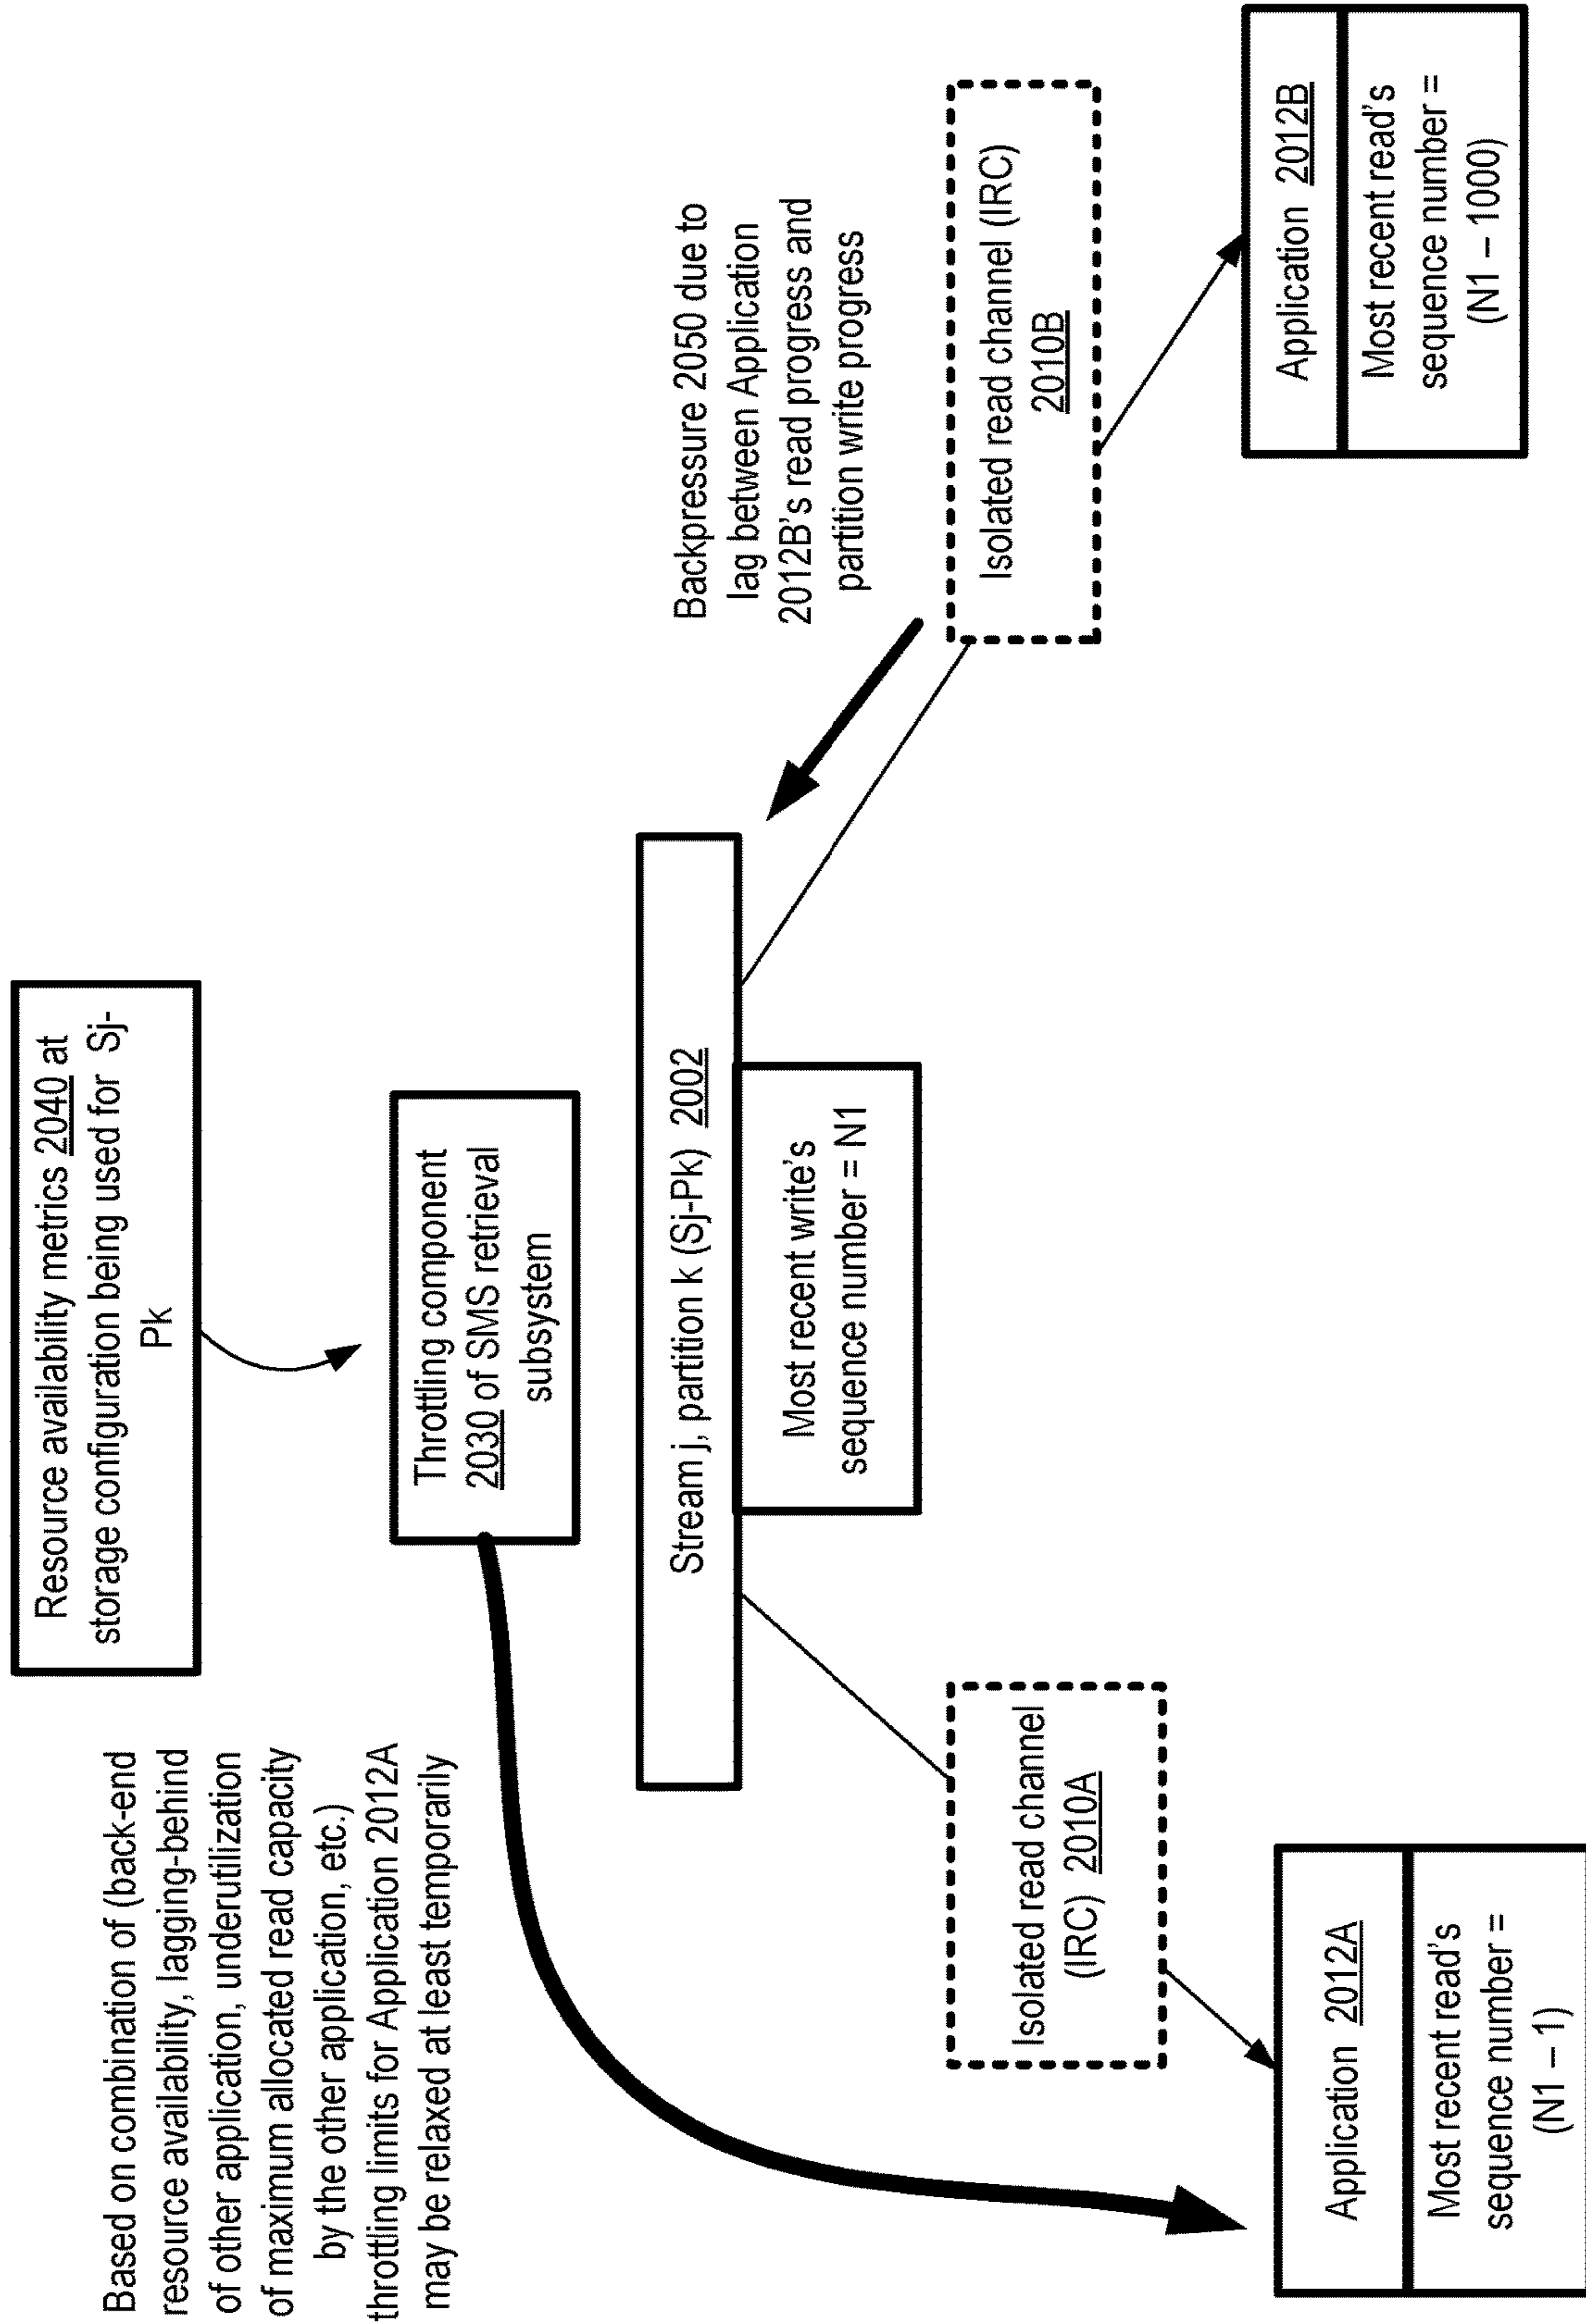 Resource availability metrics 2040 at
storage configuration being used for Sj-
Pk
Based on combination of (back-end
resource availability, lagging-behind
of other application, underutilization
of maximum allocated read capacity
by the other application, etc.)
throttling limits for Application 2012A
may be relaxed at least temporarily
Throttling component
2030 of SMS retrieval
subsystem
Stream j, partition k (Sj-Pk) 2002
Most recent write's
sequence number = N1
Backpressure 2050 due to
lag between Application
2012B's read progress and
partition write progress
Isolated read channel
(IRC) 2010A
Isolated read channel (IRC)
2010B
Application 2012A
Most recent read's
sequence number =
(N1 – 1)
Application 2012B
Most recent read's
sequence number =
(N1 – 1000)